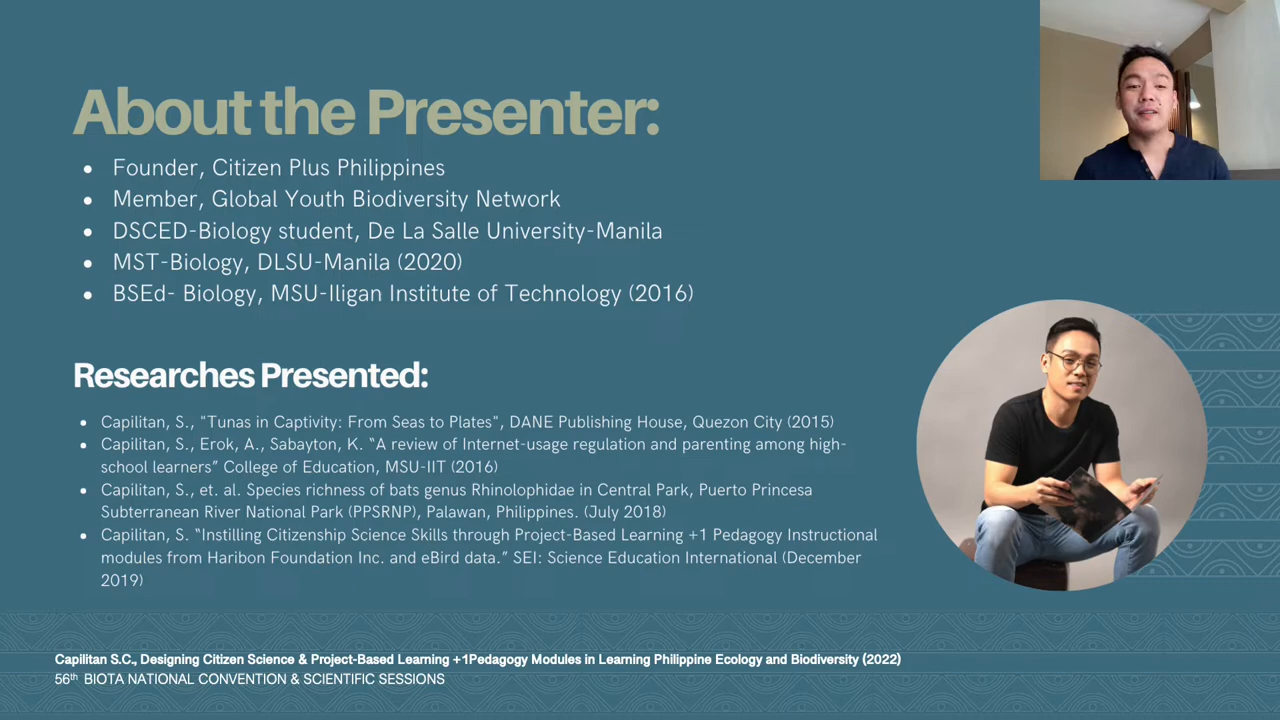 About the Presenter:
• Founder, Citizen Plus Philippines
• Member, Global Youth Biodiversity Network
• DSCED-Biology student, De La Salle University-Manila
• MST-Biology, DLSU-Manila (2020)
• BSEd- Biology, MSU-Iligan Institute of Technology (2016)
Researches Presented:
• Capilitan, S., "Tunas in Captivity: From Seas to Plates", DANE Publishing House, Quezon City (2015)
• Capilitan, S., Erok, A., Sabayton, K. “A review of Internet-usage regulation and parenting among high-
school learners” College of Education, MSU-IIT (2016)
• Capilitan, S., et. al. Species richness of bats genus Rhinolophidae in Central Park, Puerto Princesa
Subterranean River National Park (PPSRNP), Palawan, Philippines. (July 2018)
• Capilitan, S. “Instilling Citizenship Science Skills through Project-Based Learning +1 Pedagogy Instructional
modules from Haribon Foundation Inc. and eBird data.” SEI: Science Education International (December
2019)
Capilitan S.C., Designing Citizen Science & Project-Based Learning +1Pedagogy Modules in Learning Philippine Ecology and Biodiversity (2022)
56th BIOTA NATIONAL CONVENTION & SCIENTIFIC SESSIONS